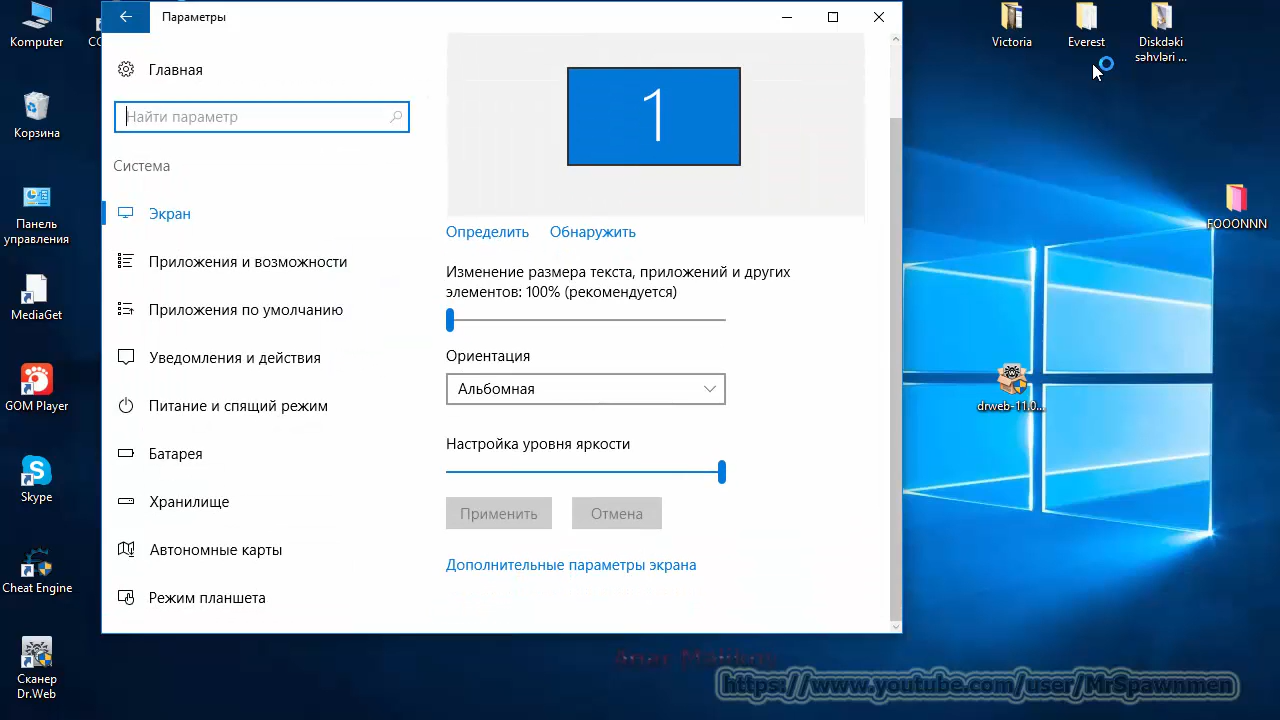 Komputer
Корзина
Панель
управления
MediaGet
GOM Player
Skype
Cheat Engine
Сканер
Dr.Web
Параметры
Главная
Найти параметр
Система
Экран
Приложения и возможности
Приложения по умолчанию
Уведомления и действия
Питание и спящий режим
Батарея
Хранилище
Автономные карты
Режим планшета
1
Определить
Обнаружить
Изменение размера текста, приложений и других
элементов: 100% (рекомендуется)
Ориентация
Альбомная
Настройка уровня яркости
Применить
Отмена
Дополнительные параметры экрана
Victoria
Everest
Diskdəki
səhvləri ...
FOOONNN
drweb-11.0...
https://www.youtube.com/user/MrSpawnmen